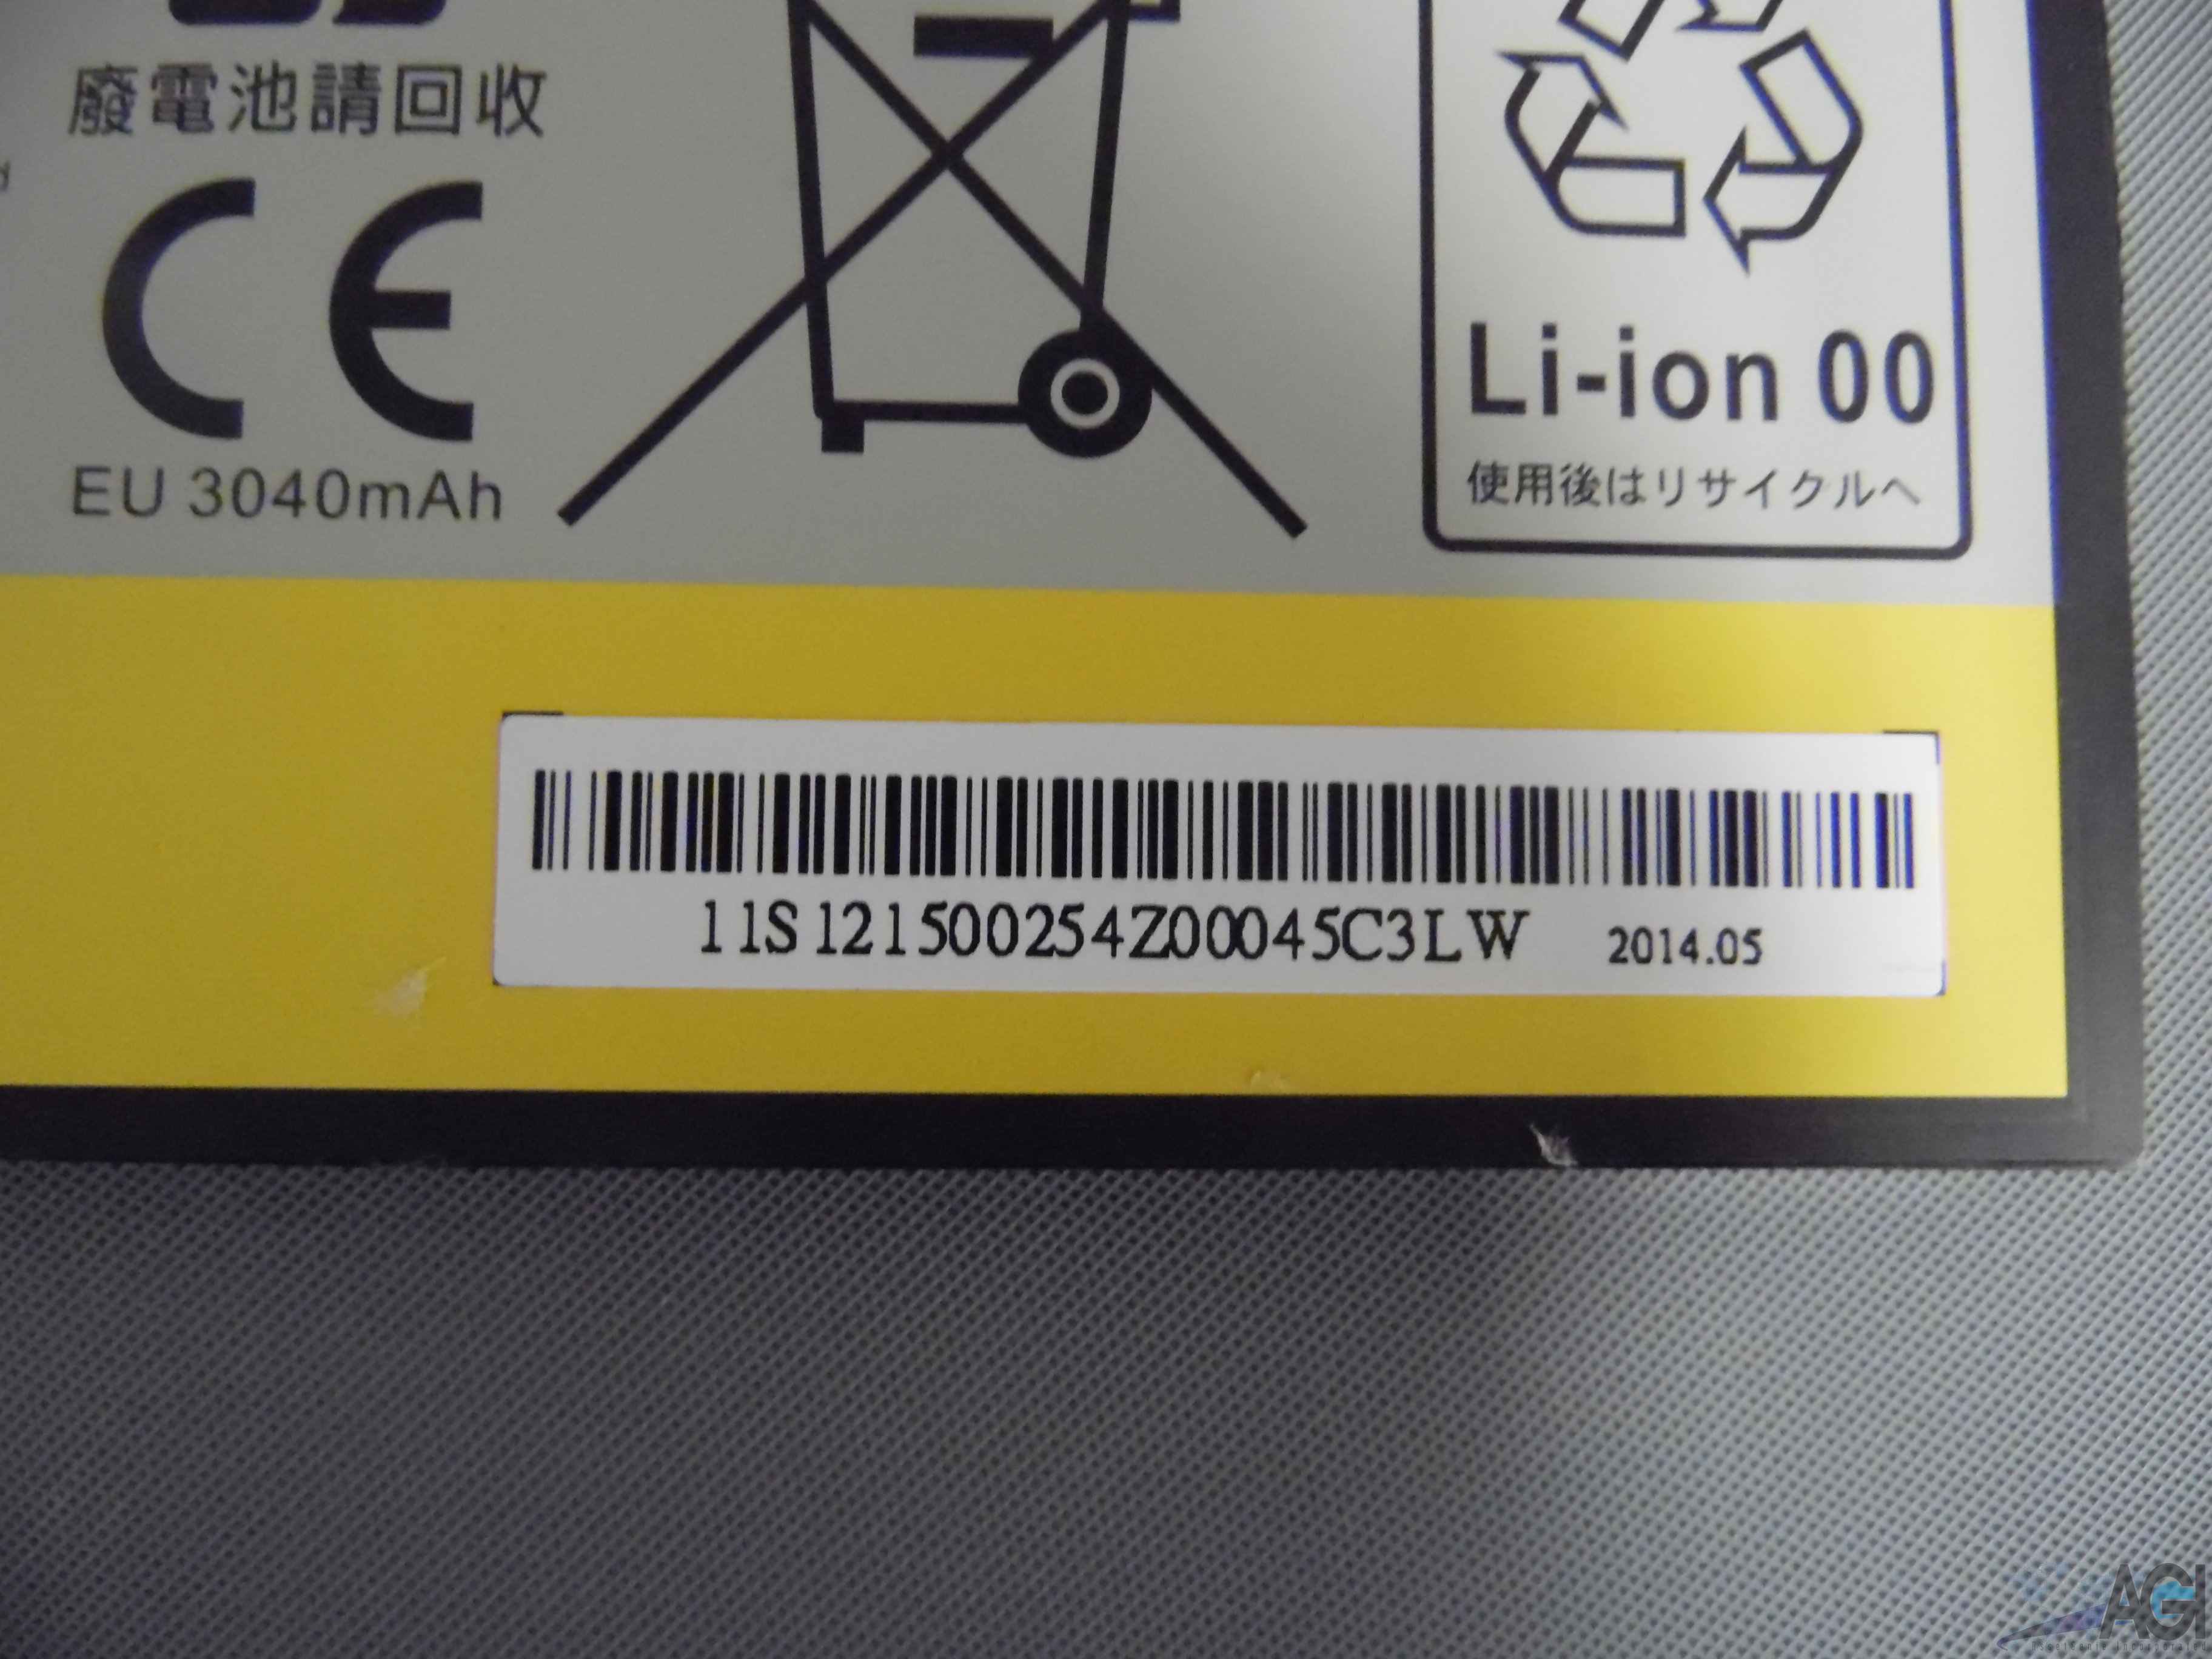 廢電池請回收
CE
EU 3040mAh
Li-ion 00
使用後はリサイクルへ
11S121500254Z00045C3LW 2014.05
AGI